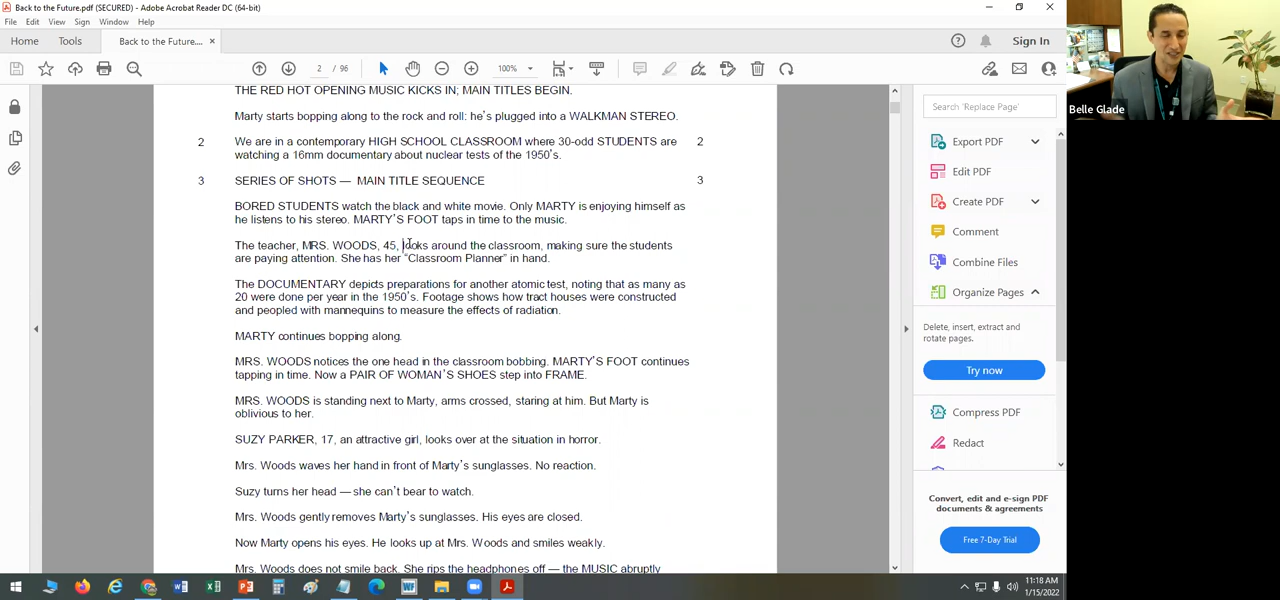 Back to the Future.pdf (SECURED) - Adobe Acrobat Reader DC (64-bit)
File Edit View Sign Window Help
Home Tools Back to the Future.... × Sign In
2 / 96 100%
THE RED HOT OPENING MUSIC KICKS IN; MAIN TITLES BEGIN.
Marty starts bopping along to the rock and roll: he's plugged into a WALKMAN STEREO.
2 We are in a contemporary HIGH SCHOOL CLASSROOM where 30-odd STUDENTS are 2
watching a 16mm documentary about nuclear tests of the 1950's.
3 SERIES OF SHOTS — MAIN TITLE SEQUENCE 3
BORED STUDENTS watch the black and white movie. Only MARTY is enjoying himself as
he listens to his stereo. MARTY'S FOOT taps in time to the music.
The teacher, MRS. WOODS, 45, looks around the classroom, making sure the students
are paying attention. She has her "Classroom Planner" in hand.
The DOCUMENTARY depicts preparations for another atomic test, noting that as many as
20 were done per year in the 1950's. Footage shows how tract houses were constructed
and peopled with mannequins to measure the effects of radiation.
MARTY continues bopping along.
MRS. WOODS notices the one head in the classroom bobbing. MARTY'S FOOT continues
tapping in time. Now a PAIR OF WOMAN'S SHOES step into FRAME.
MRS. WOODS is standing next to Marty, arms crossed, staring at him. But Marty is
oblivious to her.
SUZY PARKER, 17, an attractive girl, looks over at the situation in horror.
Mrs. Woods waves her hand in front of Marty's sunglasses. No reaction.
Suzy turns her head — she can't bear to watch.
Mrs. Woods gently removes Marty's sunglasses. His eyes are closed.
Now Marty opens his eyes. He looks up at Mrs. Woods and smiles weakly.
Mrs. Woods does not smile back. She rips the headphones off — the MUSIC abruptly
Search 'Replace Page'
Export PDF
Edit PDF
Create PDF
Comment
Combine Files
Organize Pages
Delete, insert, extract and
rotate pages.
Try now
Compress PDF
Redact
Convert, edit and e-sign PDF
documents & agreements
Free 7-Day Trial
Belle Glade
11:18 AM
1/15/2022